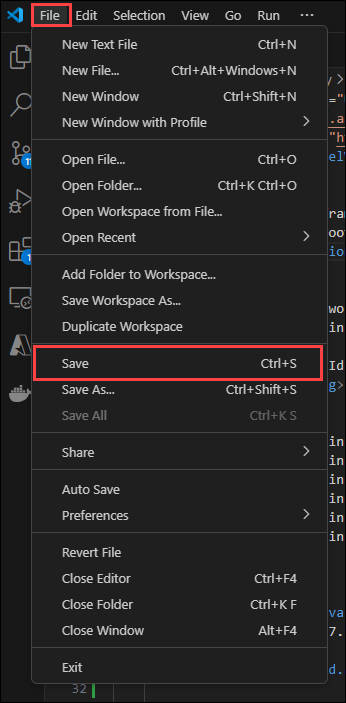 File Edit Selection View Go Run ...
New Text File Ctrl+N
New File... Ctrl+Alt+Windows+N
New Window Ctrl+Shift+N
New Window with Profile
Open File... Ctrl+O
Open Folder... Ctrl+K Ctrl+O
Open Workspace from File...
Open Recent
Add Folder to Workspace...
Save Workspace As...
Duplicate Workspace
Save Ctrl+S
Save As... Ctrl+Shift+S
Save All Ctrl+K S
Share
Auto Save
Preferences
Revert File
Close Editor Ctrl+F4
Close Folder Ctrl+K F
Close Window Alt+F4
Exit
32